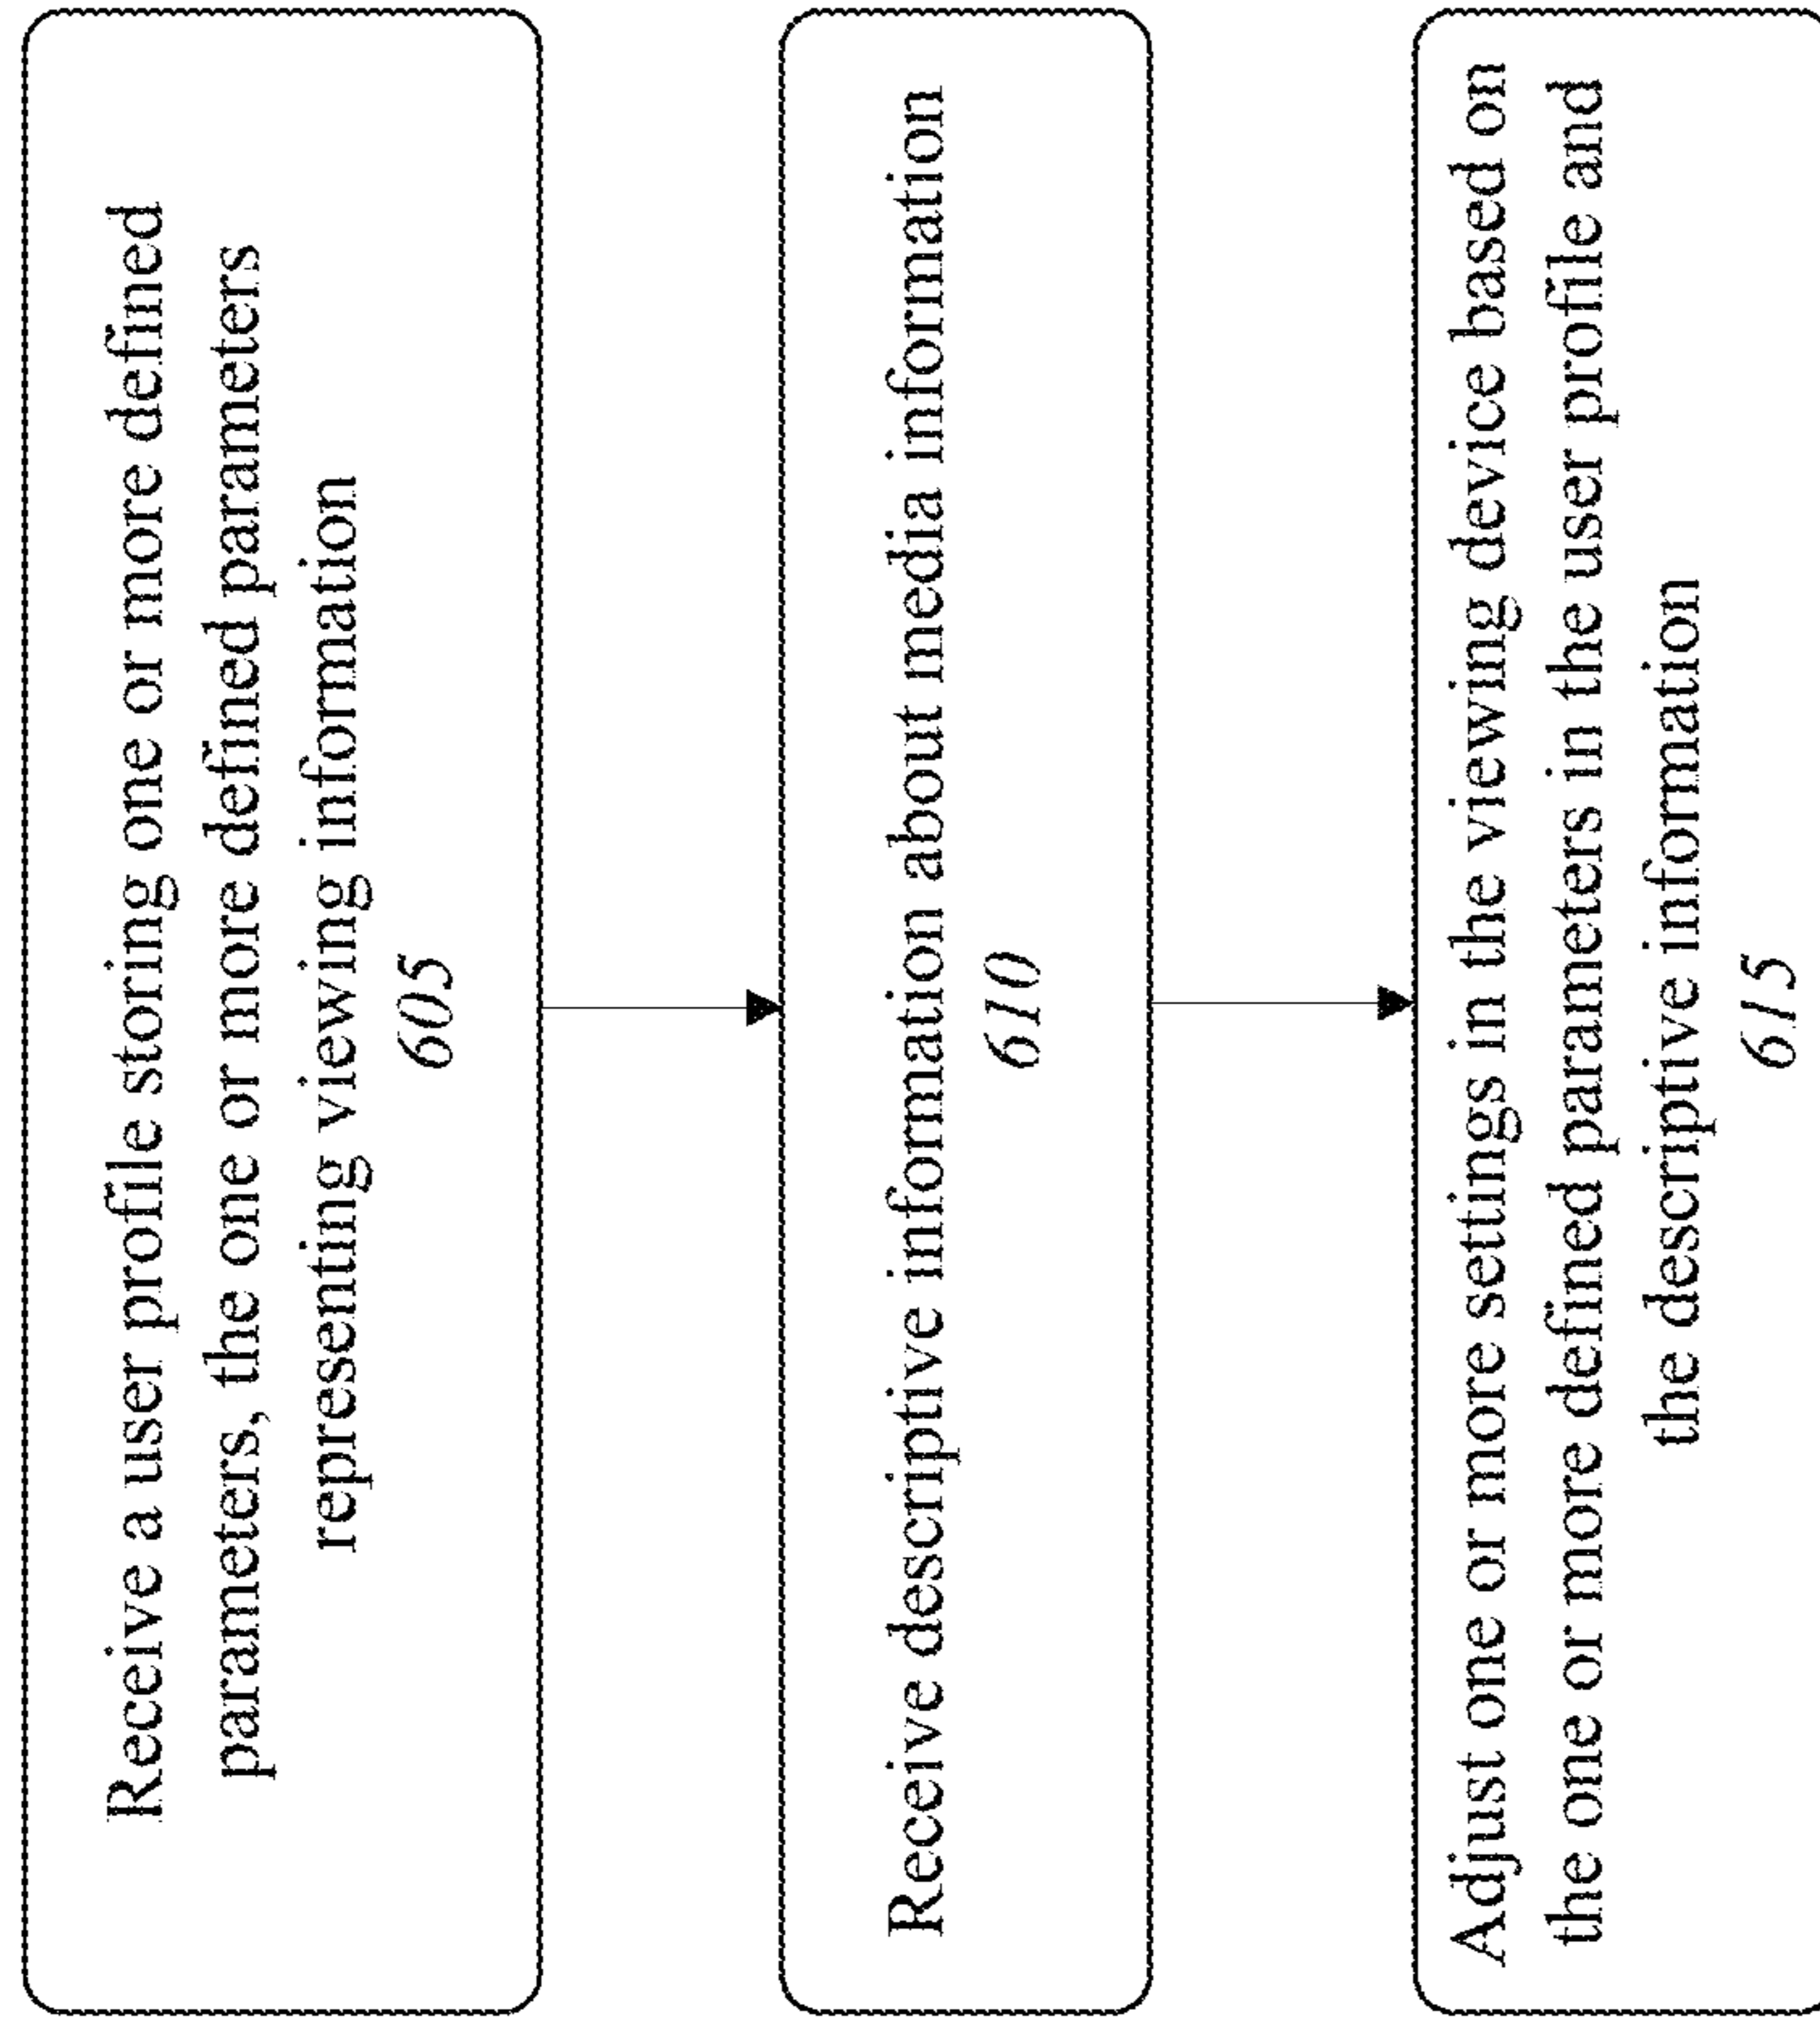 Receive a user profile storing one or more defined
parameters, the one or more defined parameters
representing viewing information
605
Receive descriptive information about media information
610
Adjust one or more settings in the viewing device based on
the one or more defined parameters in the user profile and
the descriptive information
615